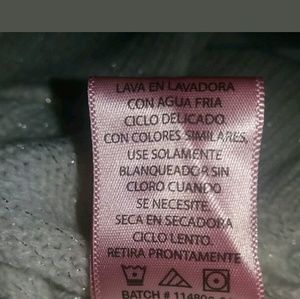 LAVA EN LAVADORA
CON AGUA FRIA
CICLO DELICADO.
CON COLORES SIMILARES,
USE SOLAMENTE
BLANQUEADOR SIN
CLORO CUANDO
SE NECESITE.
SECA EN SECADORA
CICLO LENTO.
RETIRA PRONTAMENTE.
BATCH #